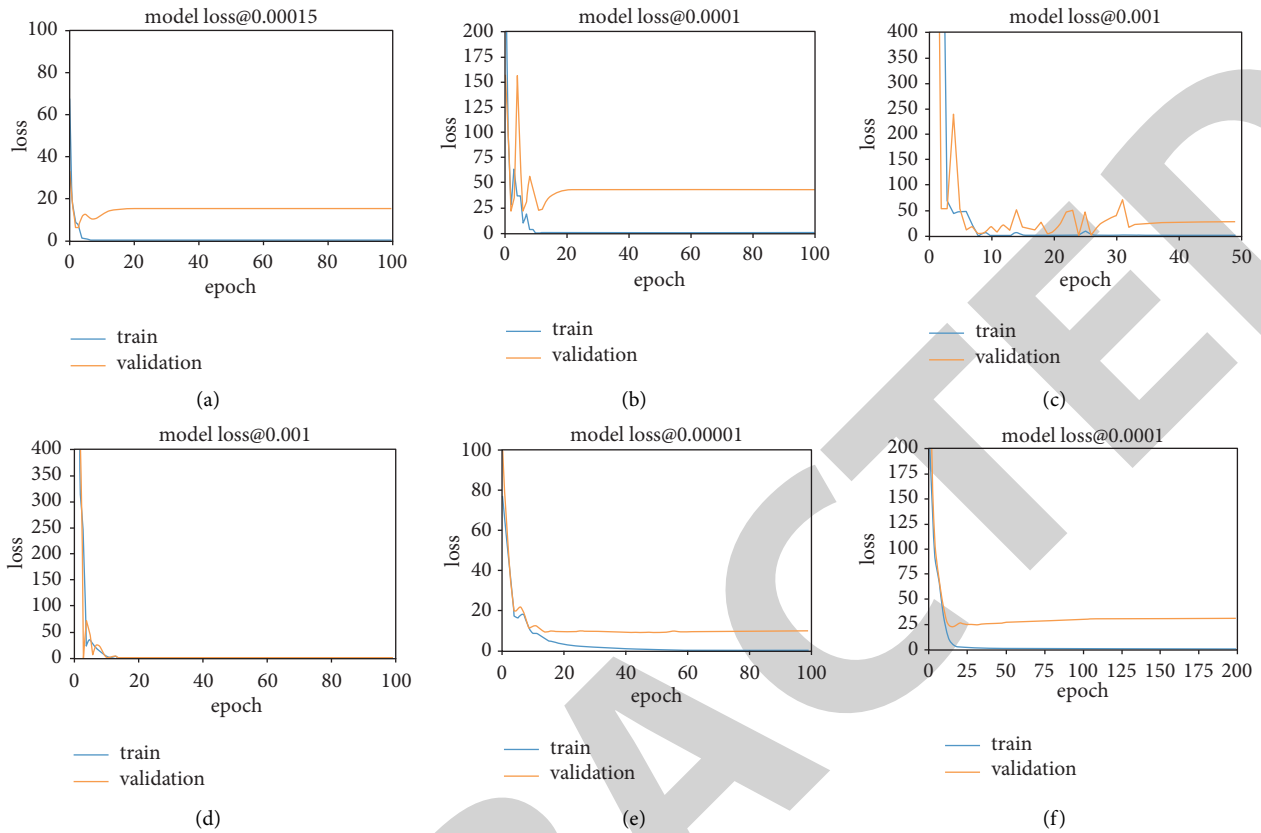 model loss@0.00015
100
80
60
40
20
0
loss
0 20 40 60 80 100
epoch
train
validation
(a)
model loss@0.0001
200
175
150
125
100
75
50
25
0
loss
0 20 40 60 80 100
epoch
train
validation
(b)
model loss@0.001
400
350
300
250
200
150
100
50
0
loss
0 10 20 30 40 50
epoch
train
validation
(c)
model loss@0.001
400
350
300
250
200
150
100
50
0
loss
0 20 40 60 80 100
epoch
train
validation
(d)
model loss@0.00001
100
80
60
40
20
0
loss
0 20 40 60 80 100
epoch
train
validation
(e)
model loss@0.0001
200
175
150
125
100
75
50
25
0
loss
0 25 50 75 100 125 150 175 200
epoch
train
validation
(f)
RACTED